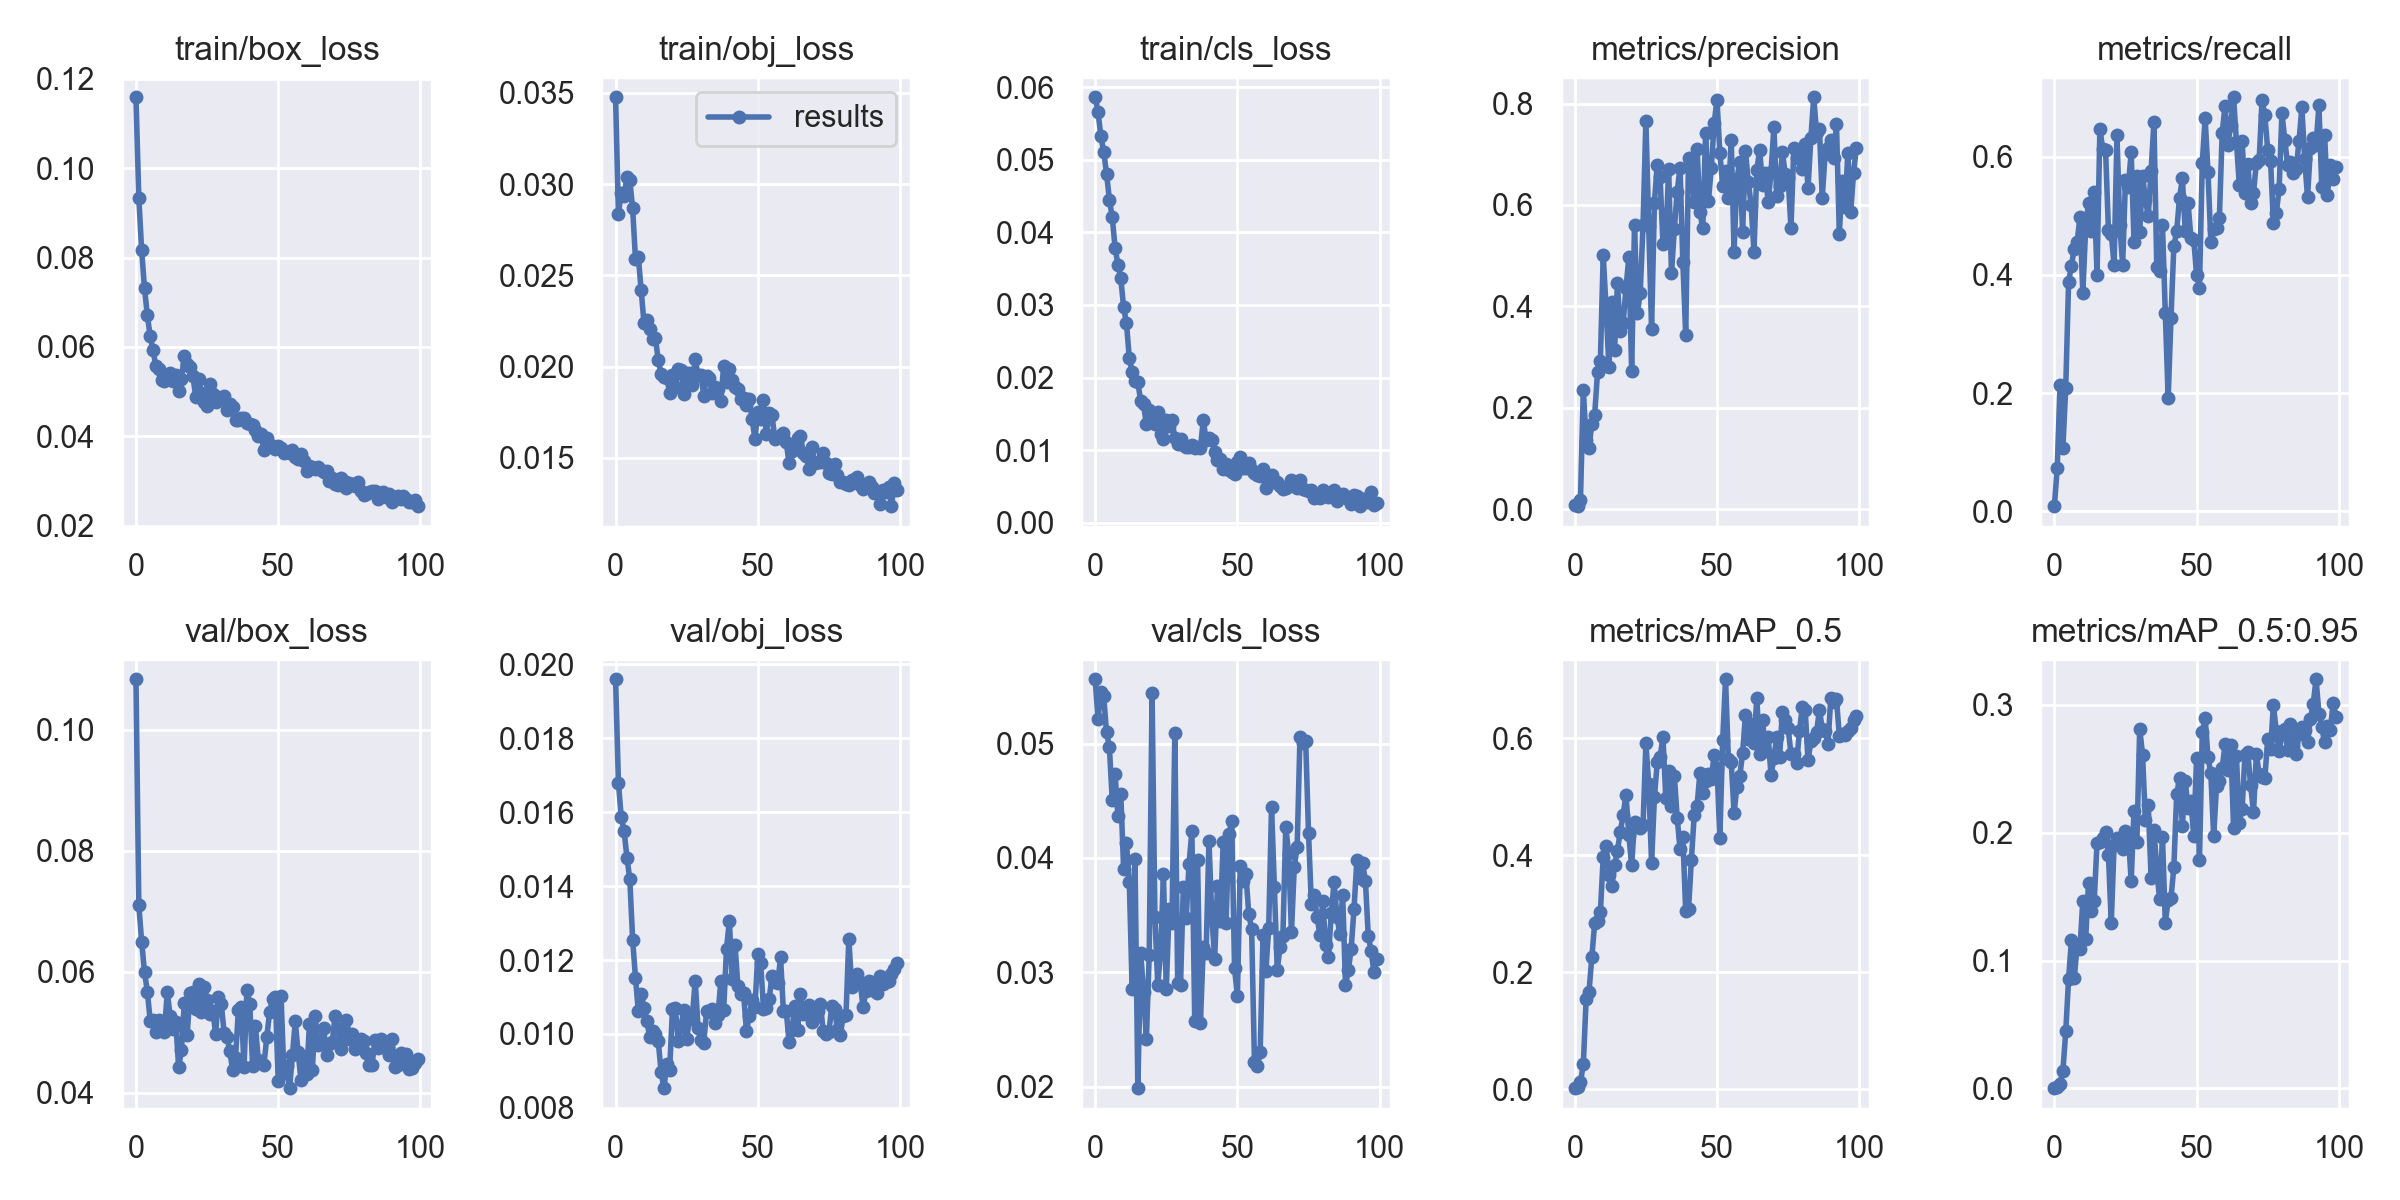 train/box_loss
0.12
0.10
0.08
0.06
0.04
0.02
0 50 100
train/obj_loss
results
0.035
0.030
0.025
0.020
0.015
0 50 100
train/cls_loss
0.06
0.05
0.04
0.03
0.02
0.01
0.00
0 50 100
metrics/precision
0.8
0.6
0.4
0.2
0.0
0 50 100
metrics/recall
0.6
0.4
0.2
0.0
0 50 100
val/box_loss
0.10
0.08
0.06
0.04
0 50 100
val/obj_loss
0.020
0.018
0.016
0.014
0.012
0.010
0.008
0 50 100
val/cls_loss
0.05
0.04
0.03
0.02
0 50 100
metrics/mAP_0.5
0.6
0.4
0.2
0.0
0 50 100
metrics/mAP_0.5:0.95
0.3
0.2
0.1
0.0
0 50 100